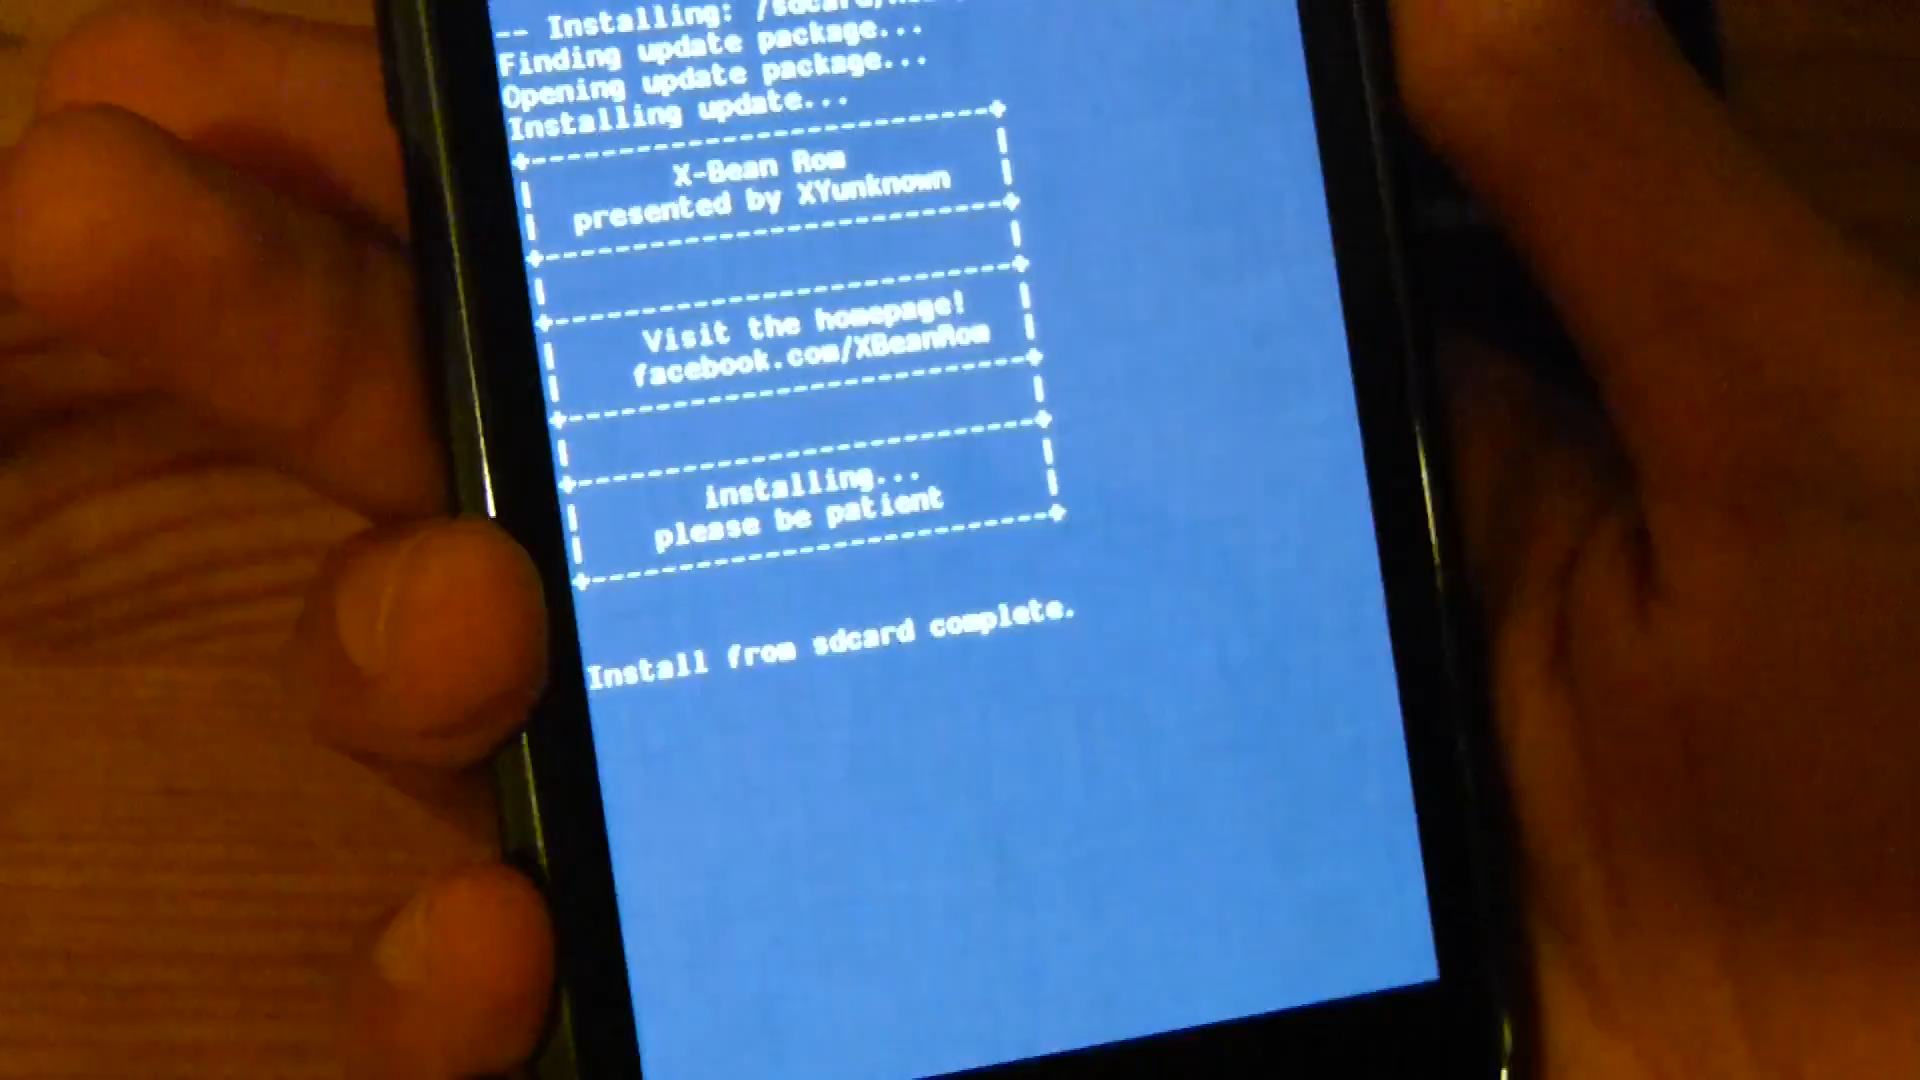 -- Installing: /sdcard/
Finding update package...
Opening update package...
Installing update...
+----------------------+
| X-Bean Rom |
| presented by XYunknown |
+----------------------+
| |
+----------------------+
| Visit the homepage! |
| facebook.com/XBeanRom |
+----------------------+
| |
+----------------------+
| installing... |
| please be patient |
+----------------------+
Install from sdcard complete.